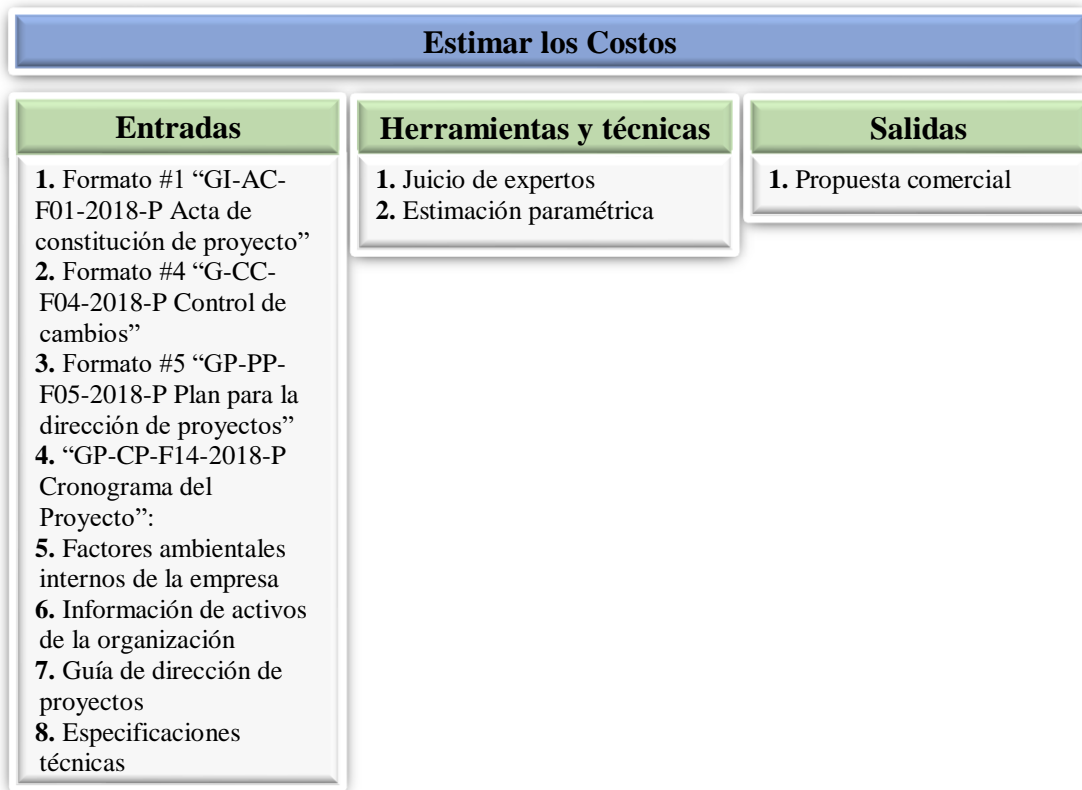 Estimar los Costos
Entradas
1. Formato #1 “GI-AC-
F01-2018-P Acta de
constitución de proyecto”
2. Formato #4 “G-CC-
F04-2018-P Control de
cambios”
3. Formato #5 “GP-PP-
F05-2018-P Plan para la
dirección de proyectos”
4. “GP-CP-F14-2018-P
Cronograma del
Proyecto”:
5. Factores ambientales
internos de la empresa
6. Información de activos
de la organización
7. Guía de dirección de
proyectos
8. Especificaciones
técnicas
Herramientas y técnicas
1. Juicio de expertos
2. Estimación paramétrica
Salidas
1. Propuesta comercial